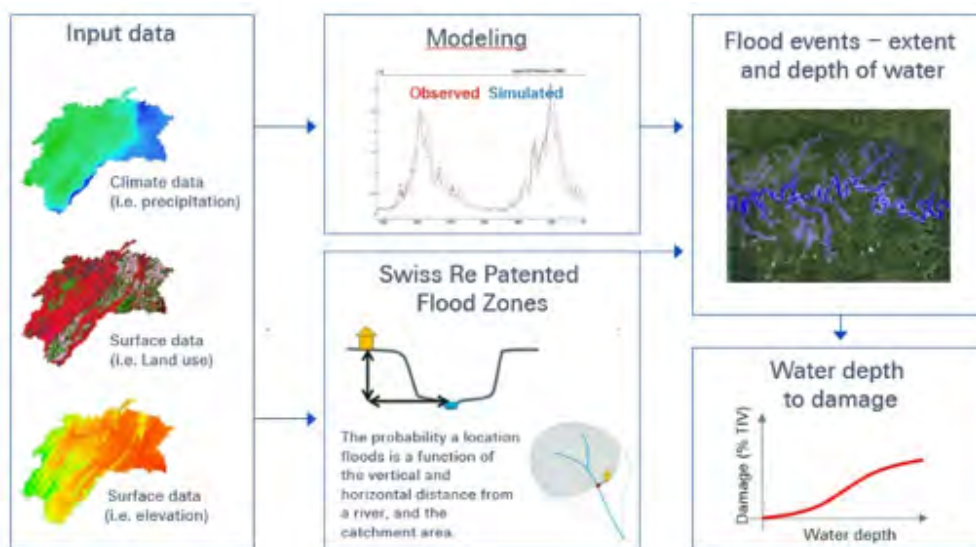 Input data
Climate data
(i.e. precipitation)
Surface data
(i.e. Land use)
Surface data
(i.e. elevation)
Modeling
Observed Simulated
Swiss Re Patented
Flood Zones
The probability a location
floods is a function of
the vertical and
horizontal distance from
a river, and the
catchment area.
Flood events – extent
and depth of water
Water depth
to damage
Damage (% TIV)
Water depth